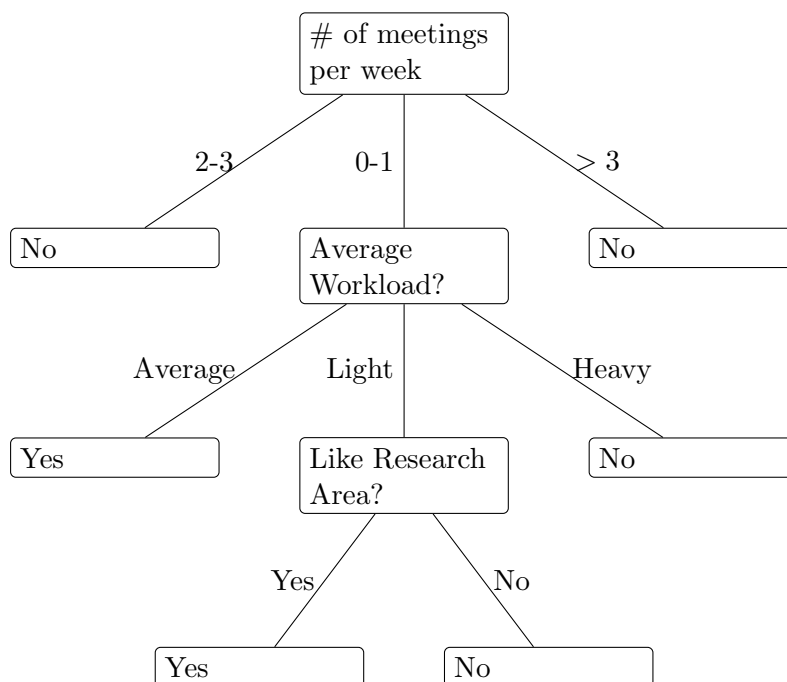 # of meetings
per week
2-3
0-1
> 3
No
Average
Workload?
No
Average
Light
Heavy
Yes
Like Research
Area?
No
Yes
No
Yes
No